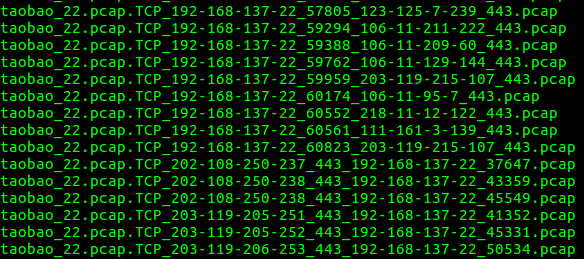 taobao_22.pcap.TCP_192-168-137-22_57805_123-125-7-239_443.pcap
taobao_22.pcap.TCP_192-168-137-22_59294_106-11-211-222_443.pcap
taobao_22.pcap.TCP_192-168-137-22_59388_106-11-209-60_443.pcap
taobao_22.pcap.TCP_192-168-137-22_59762_106-11-129-144_443.pcap
taobao_22.pcap.TCP_192-168-137-22_59959_203-119-215-107_443.pcap
taobao_22.pcap.TCP_192-168-137-22_60174_106-11-95-7_443.pcap
taobao_22.pcap.TCP_192-168-137-22_60552_218-11-12-122_443.pcap
taobao_22.pcap.TCP_192-168-137-22_60561_111-161-3-139_443.pcap
taobao_22.pcap.TCP_192-168-137-22_60823_203-119-215-107_443.pcap
taobao_22.pcap.TCP_202-108-250-237_443_192-168-137-22_37647.pcap
taobao_22.pcap.TCP_202-108-250-238_443_192-168-137-22_43359.pcap
taobao_22.pcap.TCP_202-108-250-238_443_192-168-137-22_45549.pcap
taobao_22.pcap.TCP_203-119-205-251_443_192-168-137-22_41352.pcap
taobao_22.pcap.TCP_203-119-205-252_443_192-168-137-22_45331.pcap
taobao_22.pcap.TCP_203-119-206-253_443_192-168-137-22_50534.pcap